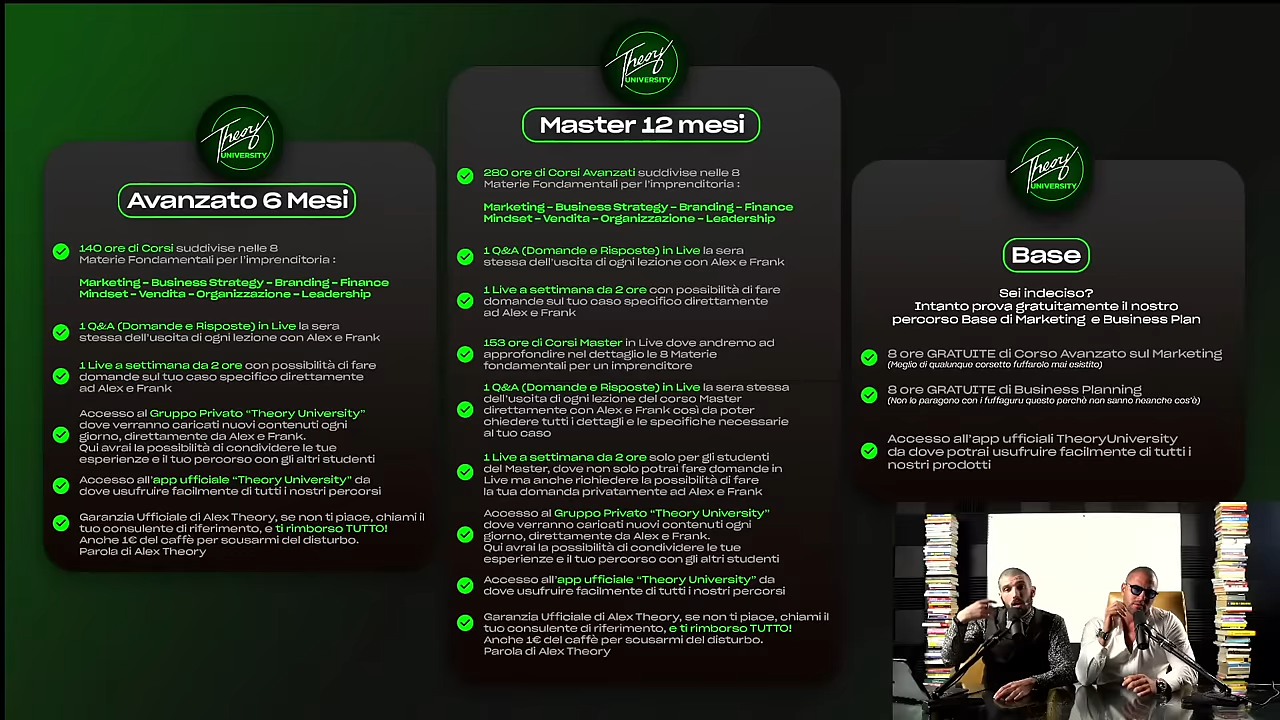 Theory
UNIVERSITY
Avanzato 6 Mesi
140 ore di Corsi suddivise nelle 8
Materie Fondamentali per l'imprenditoria :
Marketing – Business Strategy – Branding – Finance
Mindset – Vendita – Organizzazione – Leadership
1 Q&A (Domande e Risposte) in Live la sera
stessa dell'uscita di ogni lezione con Alex e Frank
1 Live a settimana da 2 ore con possibilità di fare
domande sul tuo caso specifico direttamente
ad Alex e Frank
Accesso al Gruppo Privato "Theory University"
dove verranno caricati nuovi contenuti ogni
giorno, direttamente da Alex e Frank.
Qui avrai la possibilità di condividere le tue
esperienze e il tuo percorso con gli altri studenti
Accesso all'app ufficiale "Theory University" da
dove usufruire facilmente di tutti i nostri percorsi
Garanzia Ufficiale di Alex Theory, se non ti piace, chiami il
tuo consulente di riferimento, e ti rimborso TUTTO!
Anche 1€ del caffè per scusarmi del disturbo.
Parola di Alex Theory
Theory
UNIVERSITY
Master 12 mesi
280 ore di Corsi Avanzati suddivise nelle 8
Materie Fondamentali per l'imprenditoria :
Marketing – Business Strategy – Branding – Finance
Mindset – Vendita – Organizzazione – Leadership
1 Q&A (Domande e Risposte) in Live la sera
stessa dell'uscita di ogni lezione con Alex e Frank
1 Live a settimana da 2 ore con possibilità di fare
domande sul tuo caso specifico direttamente
ad Alex e Frank
153 ore di Corsi Master in Live dove andremo ad
approfondire nel dettaglio le 8 Materie
fondamentali per un imprenditore
1 Q&A (Domande e Risposte) in Live la sera stessa
dell'uscita di ogni lezione del corso Master
direttamente con Alex e Frank così da poter
chiedere tutti i dettagli e le specifiche necessarie
al tuo caso
1 Live a settimana da 2 ore solo per gli studenti
del Master, dove non solo potrai fare domande in
Live ma anche richiedere la possibilità di fare
la tua domanda privatamente ad Alex e Frank
Accesso al Gruppo Privato "Theory University"
dove verranno caricati nuovi contenuti ogni
giorno, direttamente da Alex e Frank.
Qui avrai la possibilità di condividere le tue
esperienze e il tuo percorso con gli altri studenti
Accesso all'app ufficiale "Theory University" da
dove usufruire facilmente di tutti i nostri percorsi
Garanzia Ufficiale di Alex Theory, se non ti piace, chiami il
tuo consulente di riferimento, e ti rimborso TUTTO!
Anche 1€ del caffè per scusarmi del disturbo.
Parola di Alex Theory
Theory
UNIVERSITY
Base
Sei indeciso?
Intanto prova gratuitamente il nostro
percorso Base di Marketing e Business Plan
8 ore GRATUITE di Corso Avanzato sul Marketing
(Meglio di qualunque corsetto fuffarolo mai esistito)
8 ore GRATUITE di Business Planning
(Non lo paragono con i fuffaguru questo perchè non sanno neanche cos'è)
Accesso all'app ufficiali TheoryUniversity
da dove potrai usufruire facilmente di tutti i
nostri prodotti